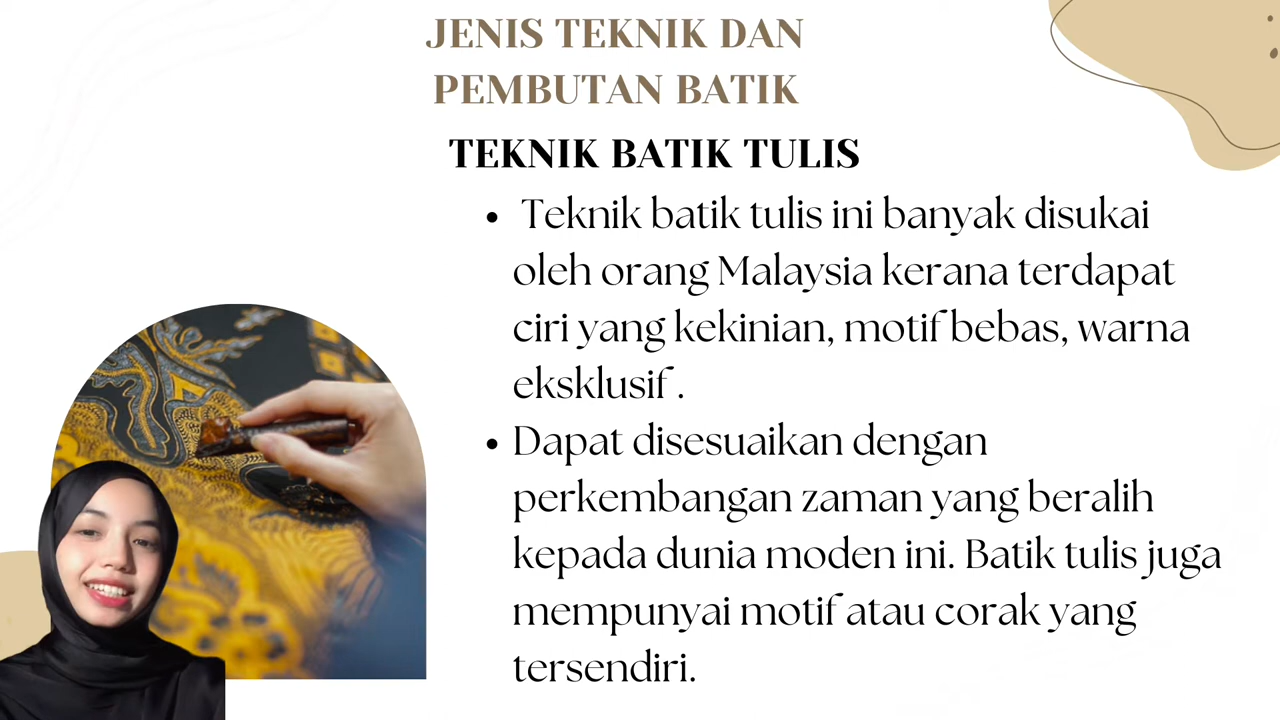 JENIS TEKNIK DAN
PEMBUTAN BATIK
TEKNIK BATIK TULIS
• Teknik batik tulis ini banyak disukai
oleh orang Malaysia kerana terdapat
ciri yang kekinian, motif bebas, warna
eksklusif .
• Dapat disesuaikan dengan
perkembangan zaman yang beralih
kepada dunia moden ini. Batik tulis juga
mempunyai motif atau corak yang
tersendiri.